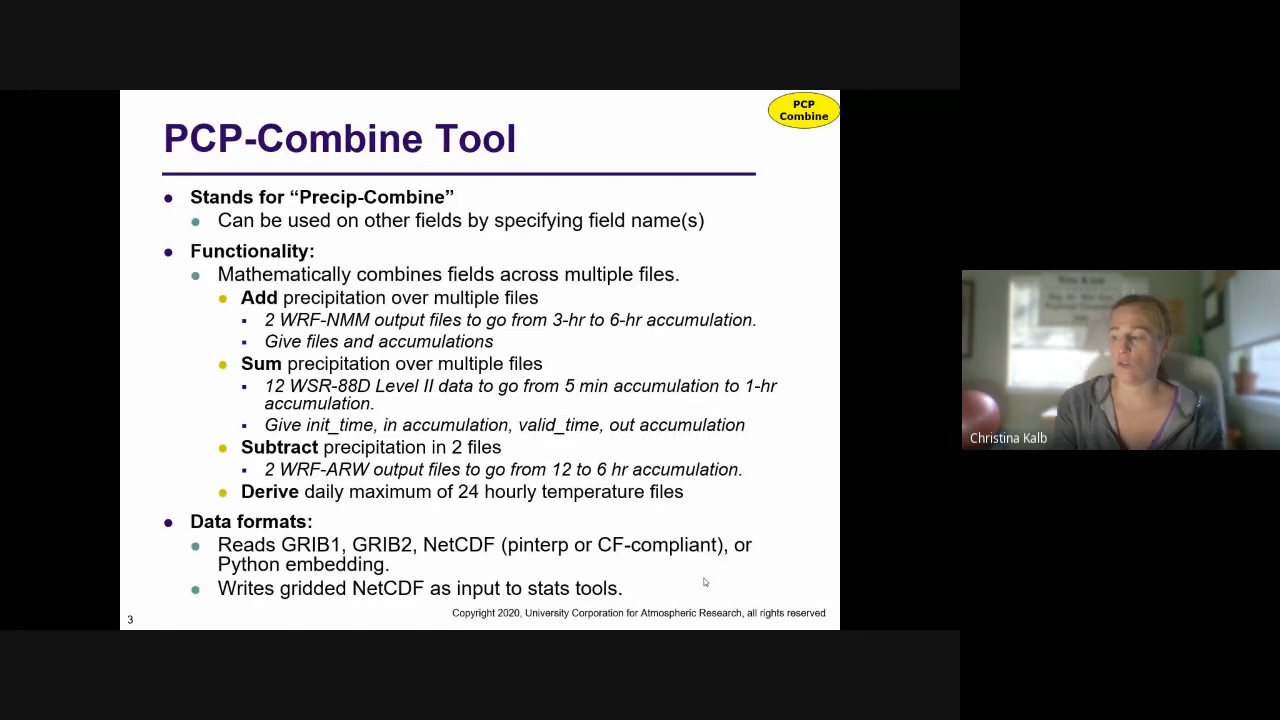 PCP
Combine
PCP-Combine Tool
Stands for “Precip-Combine”
Can be used on other fields by specifying field name(s)
Functionality:
Mathematically combines fields across multiple files.
Add precipitation over multiple files
2 WRF-NMM output files to go from 3-hr to 6-hr accumulation.
Give files and accumulations
Sum precipitation over multiple files
12 WSR-88D Level II data to go from 5 min accumulation to 1-hr
accumulation.
Give init_time, in accumulation, valid_time, out accumulation
Subtract precipitation in 2 files
2 WRF-ARW output files to go from 12 to 6 hr accumulation.
Derive daily maximum of 24 hourly temperature files
Data formats:
Reads GRIB1, GRIB2, NetCDF (pinterp or CF-compliant), or
Python embedding.
Writes gridded NetCDF as input to stats tools.
3
Copyright 2020, University Corporation for Atmospheric Research, all rights reserved
Christina Kalb